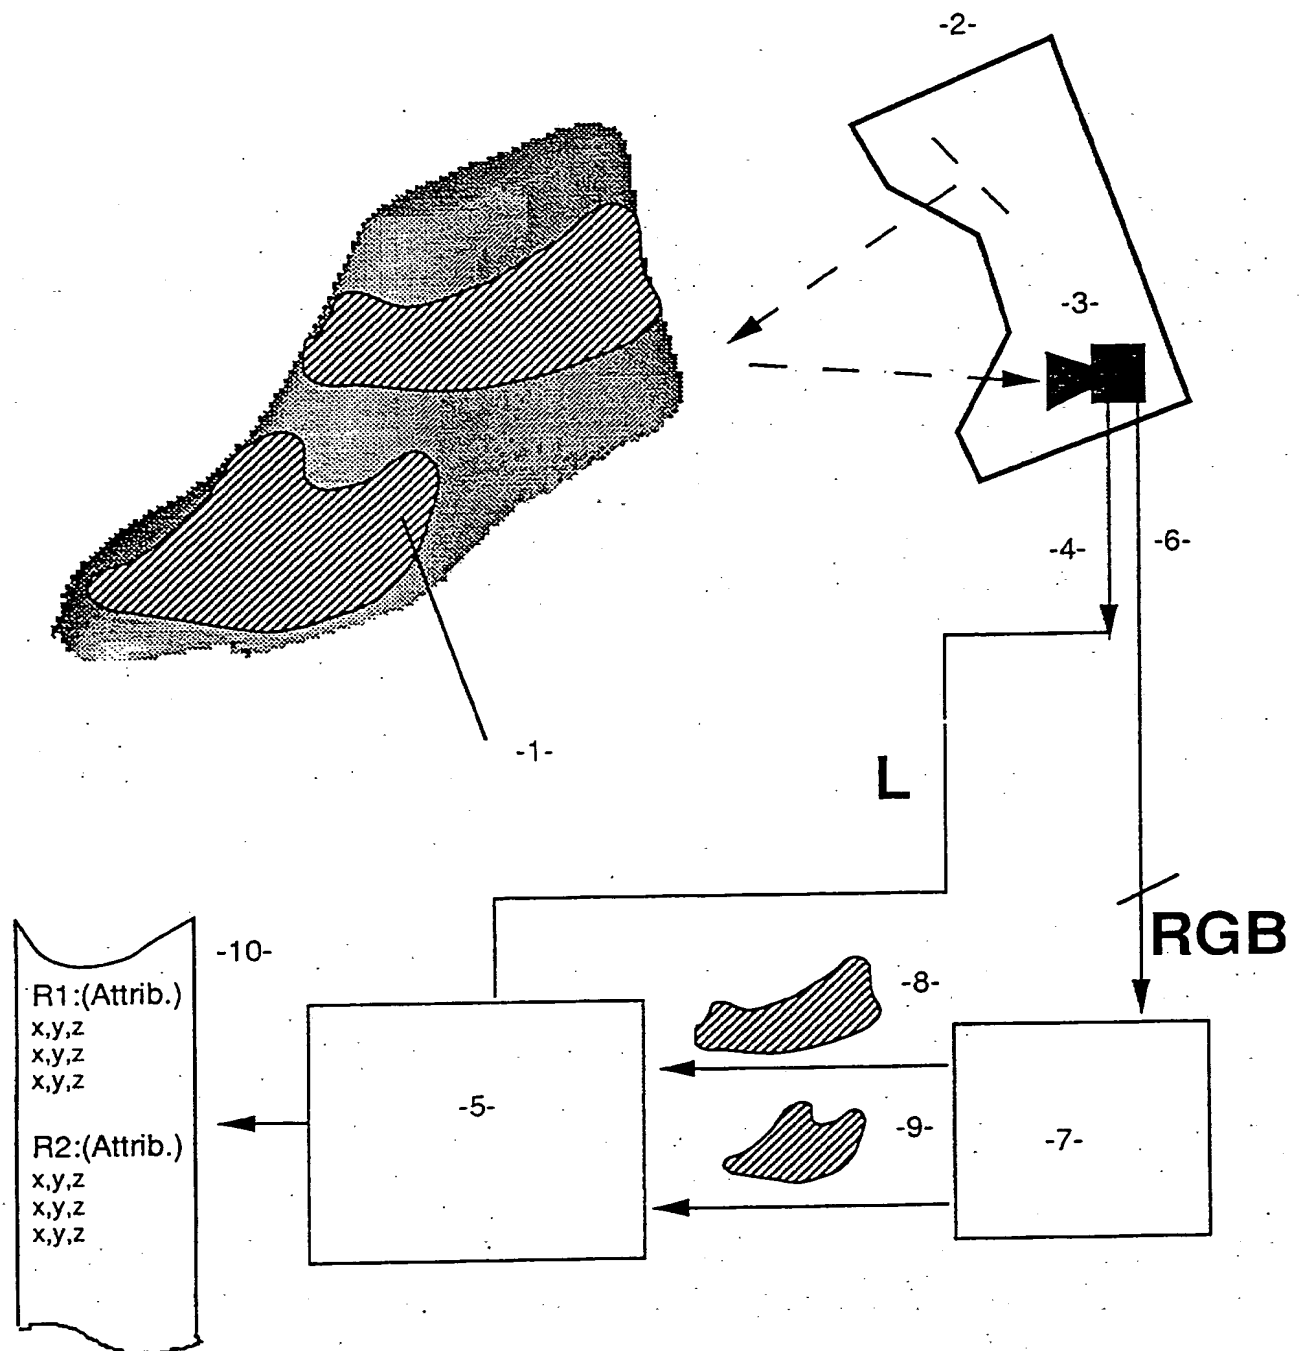 -2-
-3-
-4-
-6-
-1-
L
RGB
-10-
R1:(Attrib.)
x,y,z
x,y,z
x,y,z
R2:(Attrib.)
x,y,z
x,y,z
x,y,z
-5-
-8-
-9-
-7-